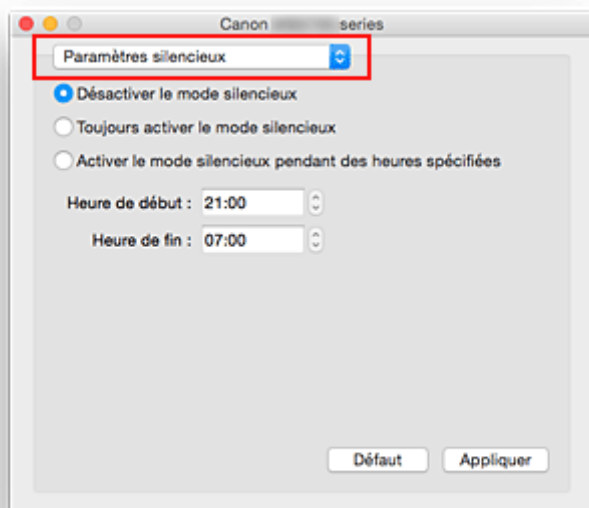 Canon series
Paramètres silencieux
Désactiver le mode silencieux
Toujours activer le mode silencieux
Activer le mode silencieux pendant des heures spécifiées
Heure de début : 21:00
Heure de fin : 07:00
Défaut Appliquer